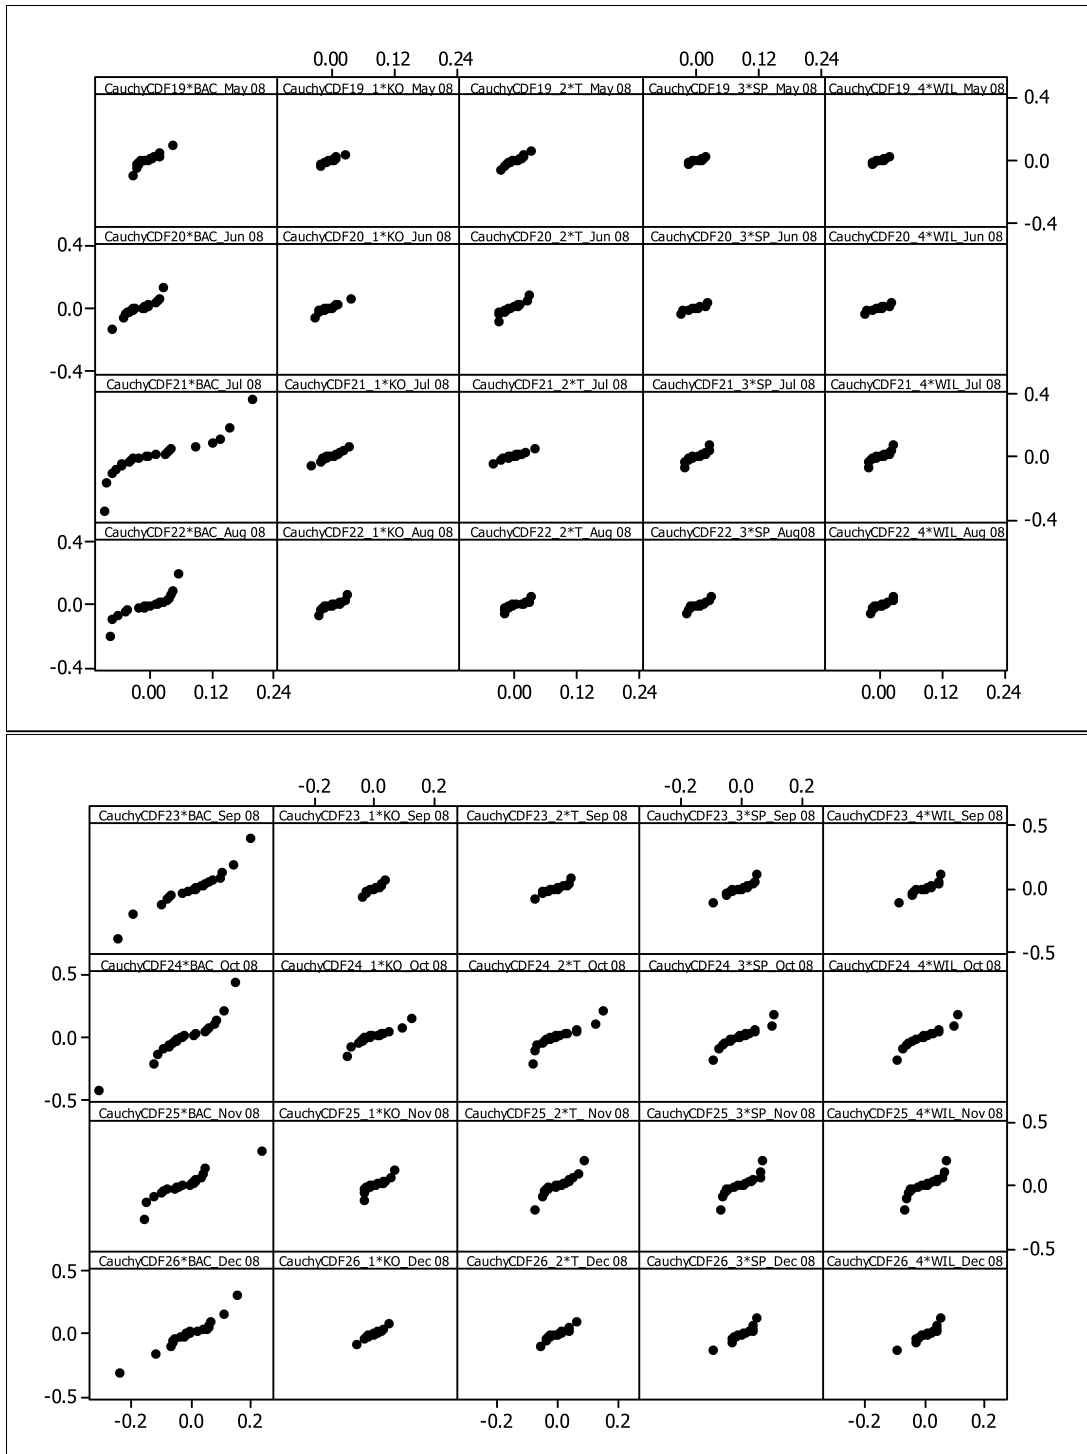 0.00 0.12 0.24 0.00 0.12 0.24
CauchyCDF19*BAC_May 08 CauchyCDF19_1*KO_May 08 CauchyCDF19_2*T_May 08 CauchyCDF19_3*SP_May 08 CauchyCDF19_4*WIL_May 08
0.4
0.0
-0.4
CauchyCDF20*BAC_Jun 08 CauchyCDF20_1*KO_Jun 08 CauchyCDF20_2*T_Jun 08 CauchyCDF20_3*SP_Jun 08 CauchyCDF20_4*WIL_Jun 08
0.4
0.0
-0.4
CauchyCDF21*BAC_Jul 08 CauchyCDF21_1*KO_Jul 08 CauchyCDF21_2*T_Jul 08 CauchyCDF21_3*SP_Jul 08 CauchyCDF21_4*WIL_Jul 08
0.4
0.0
-0.4
CauchyCDF22*BAC_Aug 08 CauchyCDF22_1*KO_Aug 08 CauchyCDF22_2*T_Aug 08 CauchyCDF22_3*SP_Aug08 CauchyCDF22_4*WIL_Aug 08
0.4
0.0
-0.4
0.00 0.12 0.24 0.00 0.12 0.24 0.00 0.12 0.24
-0.2 0.0 0.2 -0.2 0.0 0.2
CauchyCDF23*BAC_Sep 08 CauchyCDF23_1*KO_Sep 08 CauchyCDF23_2*T_Sep 08 CauchyCDF23_3*SP_Sep 08 CauchyCDF23_4*WIL_Sep 08
0.5
0.0
-0.5
CauchyCDF24*BAC_Oct 08 CauchyCDF24_1*KO_Oct 08 CauchyCDF24_2*T_Oct 08 CauchyCDF24_3*SP_Oct 08 CauchyCDF24_4*WIL_Oct 08
0.5
0.0
-0.5
CauchyCDF25*BAC_Nov 08 CauchyCDF25_1*KO_Nov 08 CauchyCDF25_2*T_ Nov 08 CauchyCDF25_3*SP_Nov 08 CauchyCDF25_4*WIL_Nov 08
0.5
0.0
-0.5
CauchyCDF26*BAC_Dec 08 CauchyCDF26_1*KO_Dec 08 CauchyCDF26_2*T_Dec 08 CauchyCDF26_3*SP_Dec 08 CauchyCDF26_4*WIL_Dec 08
0.5
0.0
-0.5
-0.2 0.0 0.2 -0.2 0.0 0.2 -0.2 0.0 0.2